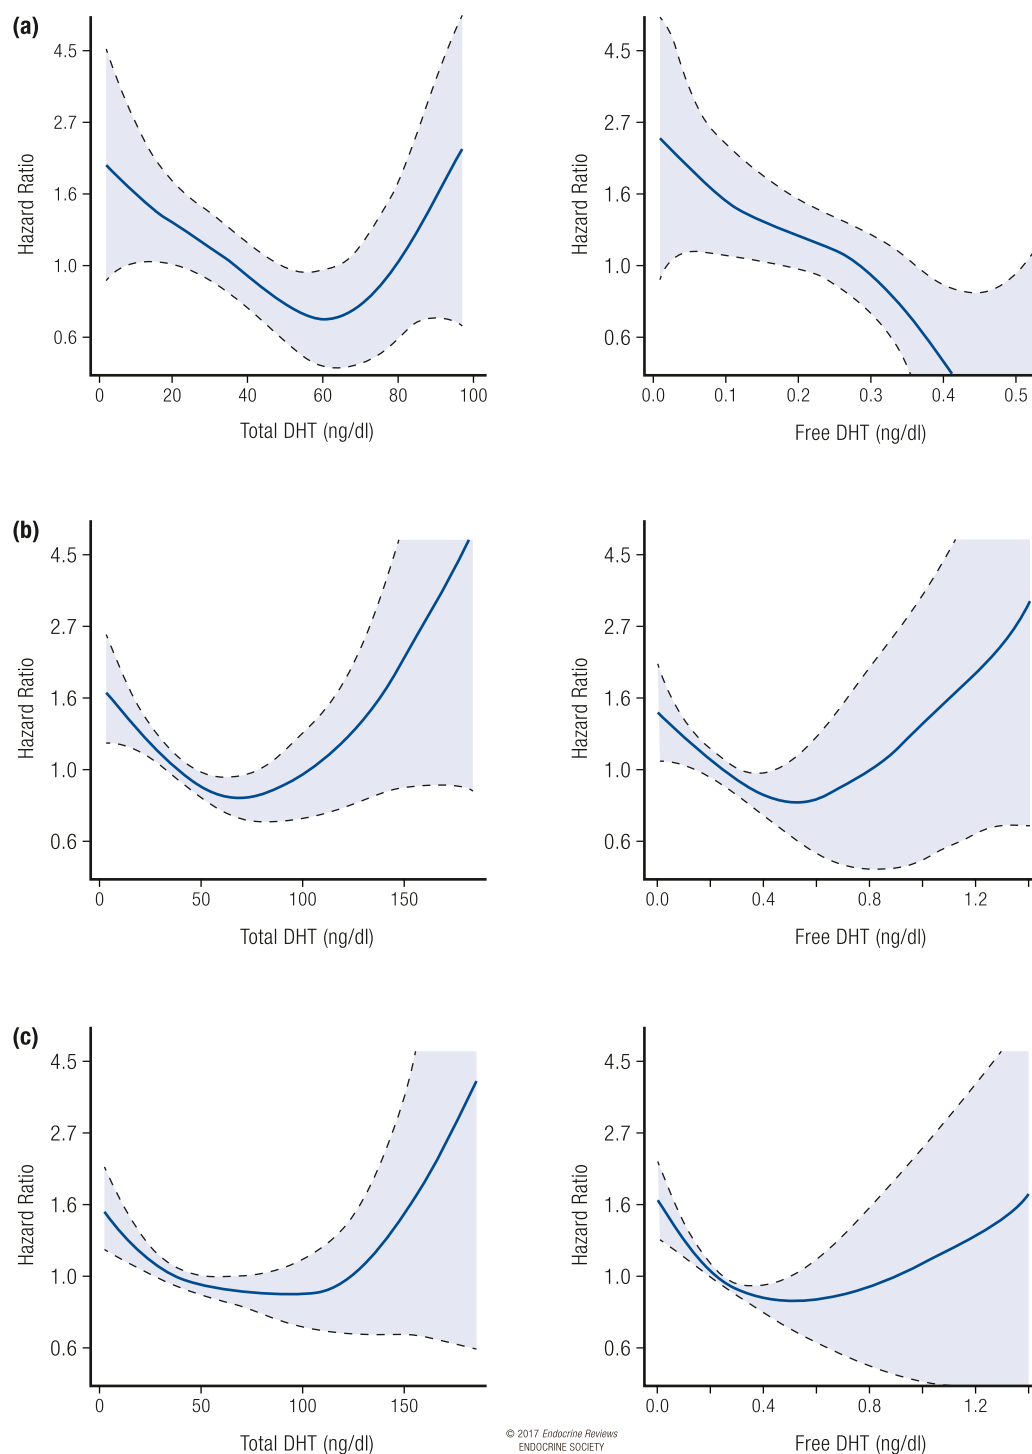 (a)
Hazard Ratio
4.5
2.7
1.6
1.0
0.6
0 20 40 60 80 100
Total DHT (ng/dl)
Hazard Ratio
4.5
2.7
1.6
1.0
0.6
0.0 0.1 0.2 0.3 0.4 0.5
Free DHT (ng/dl)
(b)
Hazard Ratio
4.5
2.7
1.6
1.0
0.6
0 50 100 150
Total DHT (ng/dl)
Hazard Ratio
4.5
2.7
1.6
1.0
0.6
0.0 0.4 0.8 1.2
Free DHT (ng/dl)
(c)
Hazard Ratio
4.5
2.7
1.6
1.0
0.6
0 50 100 150
Total DHT (ng/dl)
Hazard Ratio
4.5
2.7
1.6
1.0
0.6
0.0 0.4 0.8 1.2
Free DHT (ng/dl)
© 2017 Endocrine Reviews
ENDOCRINE SOCIETY